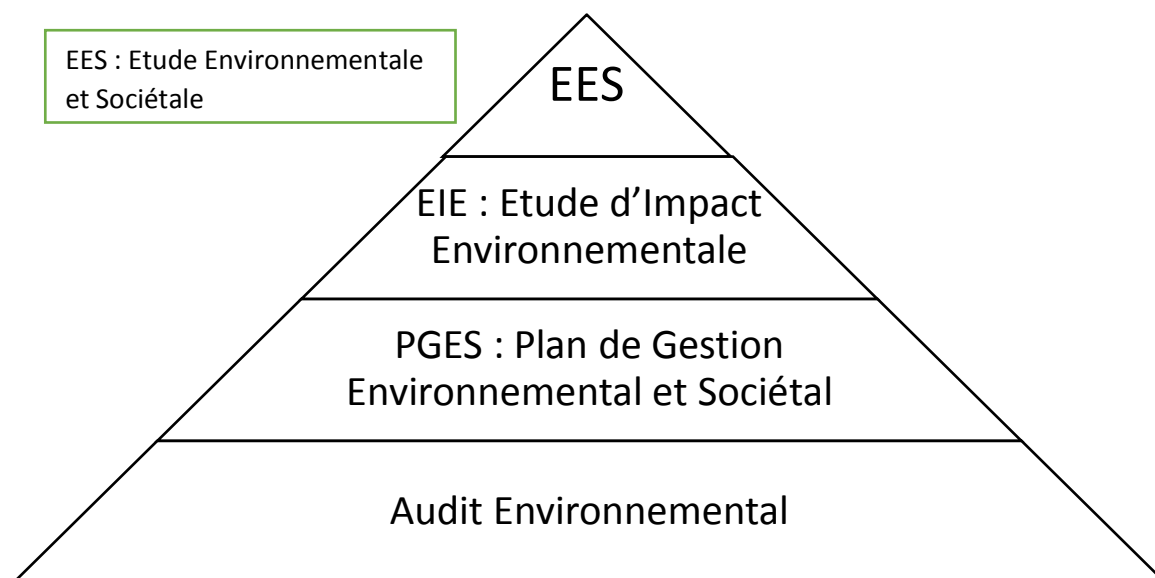 EES : Etude Environnementale
et Sociétale
EES
EIE : Etude d’Impact
Environnementale
PGES : Plan de Gestion
Environnemental et Sociétal
Audit Environnemental